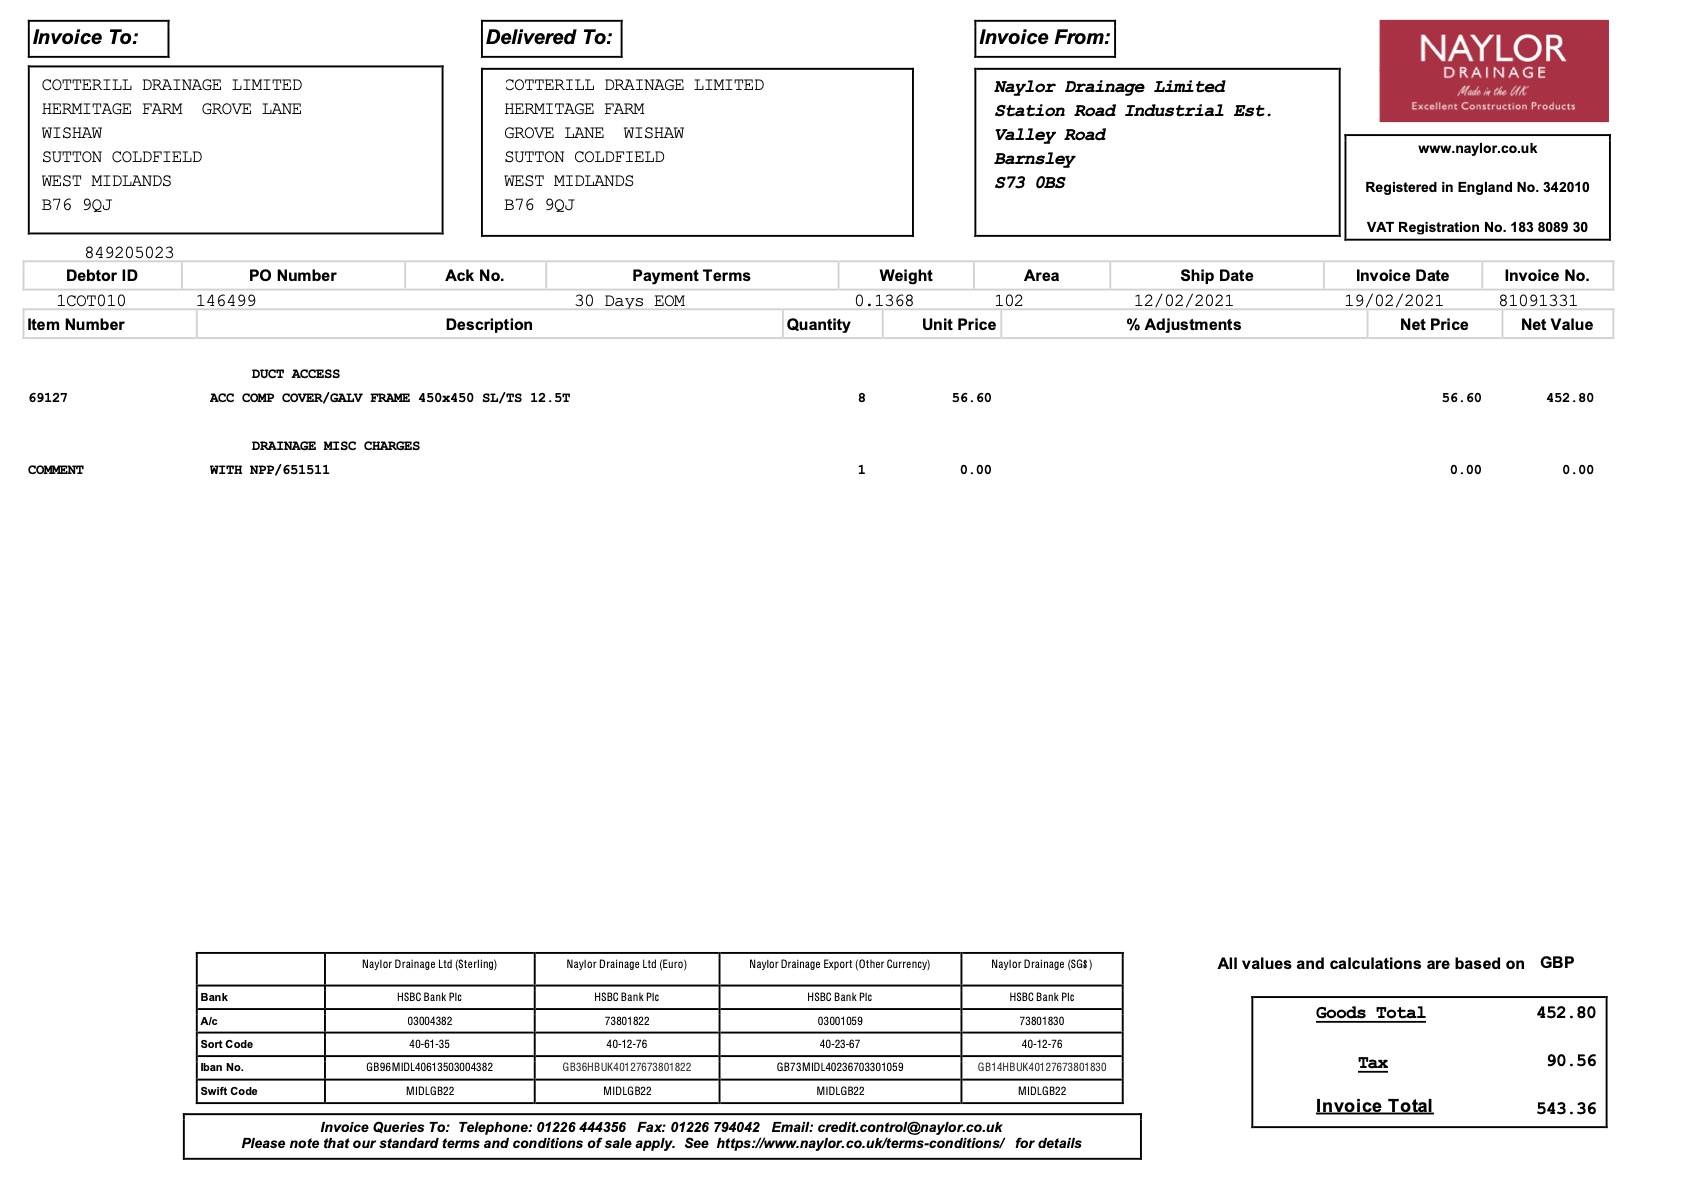 Invoice To:
COTTERILL DRAINAGE LIMITED
HERMITAGE FARM  GROVE LANE
WISHAW
SUTTON COLDFIELD
WEST MIDLANDS
B76 9QJ
Delivered To:
COTTERILL DRAINAGE LIMITED
HERMITAGE FARM
GROVE LANE  WISHAW
SUTTON COLDFIELD
WEST MIDLANDS
B76 9QJ
Invoice From:
Naylor Drainage Limited
Station Road Industrial Est.
Valley Road
Barnsley
S73 0BS
NAYLOR
DRAINAGE
Made in the UK
Excellent Construction Products
www.naylor.co.uk
Registered in England No. 342010
VAT Registration No. 183 8089 30
849205023
Debtor ID PO Number Ack No. Payment Terms Weight Area Ship Date Invoice Date Invoice No.
1COT010 146499 30 Days EOM 0.1368 102 12/02/2021 19/02/2021 81091331
Item Number Description Quantity Unit Price % Adjustments Net Price Net Value
DUCT ACCESS
69127 ACC COMP COVER/GALV FRAME 450x450 SL/TS 12.5T 8 56.60 56.60 452.80
DRAINAGE MISC CHARGES
COMMENT WITH NPP/651511 1 0.00 0.00 0.00
Naylor Drainage Ltd (Sterling) Naylor Drainage Ltd (Euro) Naylor Drainage Export (Other Currency) Naylor Drainage (SG$)
Bank HSBC Bank Plc HSBC Bank Plc HSBC Bank Plc HSBC Bank Plc
A/c 03004382 73801822 03001059 73801830
Sort Code 40-61-35 40-12-76 40-23-67 40-12-76
Iban No. GB96MIDL40613503004382 GB36HBUK40127673801822 GB73MIDL40236703301059 GB14HBUK40127673801830
Swift Code MIDLGB22 MIDLGB22 MIDLGB22 MIDLGB22
Invoice Queries To:  Telephone: 01226 444356   Fax: 01226 794042   Email: credit.control@naylor.co.uk
Please note that our standard terms and conditions of sale apply.  See  https://www.naylor.co.uk/terms-conditions/   for details
All values and calculations are based on GBP
Goods Total 452.80
Tax 90.56
Invoice Total 543.36